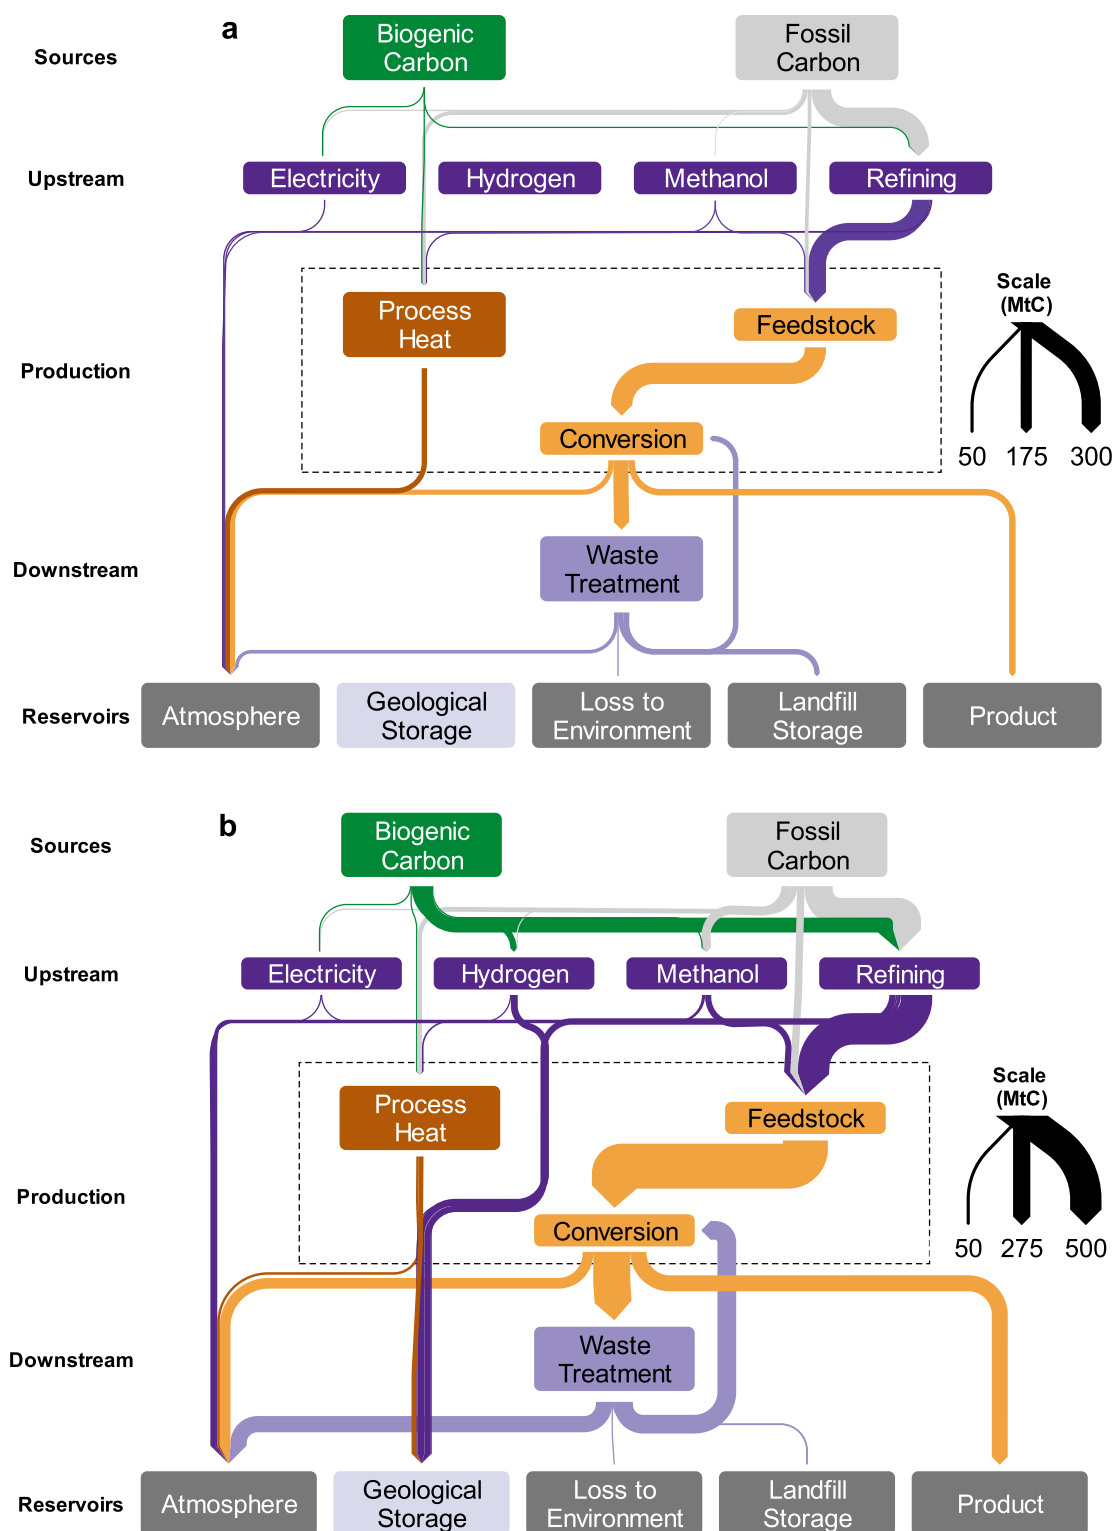 a
Sources
Biogenic
Carbon
Fossil
Carbon
Upstream
Electricity
Hydrogen
Methanol
Refining
Scale
(MtC)
Process
Heat
Feedstock
Production
Conversion
50
175
300
Downstream
Waste
Treatment
Reservoirs
Atmosphere
Geological
Storage
Loss to
Environment
Landfill
Storage
Product
b
Sources
Biogenic
Carbon
Fossil
Carbon
Upstream
Electricity
Hydrogen
Methanol
Refining
Scale
(MtC)
Process
Heat
Feedstock
Production
Conversion
50
275
500
Downstream
Waste
Treatment
Reservoirs
Atmosphere
Geological
Storage
Loss to
Environment
Landfill
Storage
Product